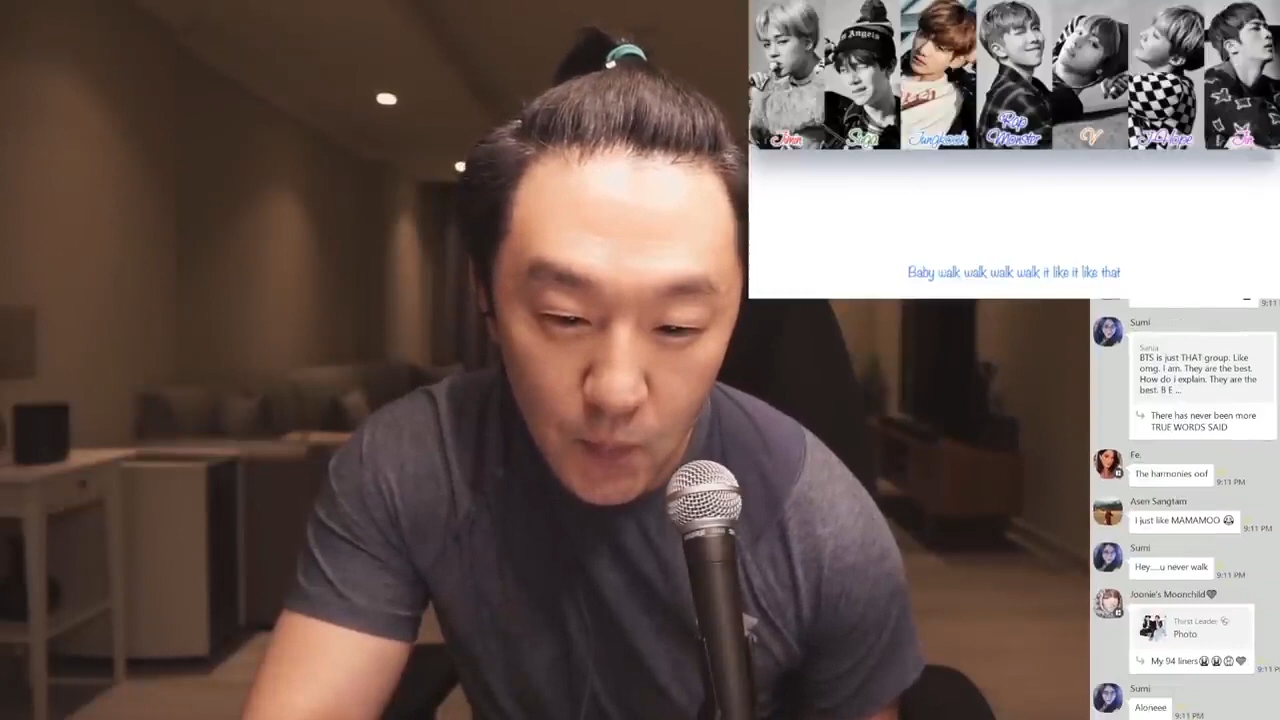 Angels
Jimin
Suga
Jungkook
Rap
Monster
V
J-Hope
Jin
Baby walk walk walk walk it like it like that
9:11
Sumi
Sania
BTS is just THAT group. Like
omg. I am. They are the best.
How do i explain. They are the
best. B E ...
There has never been more
TRUE WORDS SAID
Fe.
The harmonies oof
9:11 PM
Asen Sangtam
I just like MAMAMOO
9:11 PM
Sumi
Hey.....u never walk
9:11 PM
Joonie's Moonchild
Thirst Leader
Photo
My 94 liners
9:11 P
Sumi
Aloneee
9:11 PM